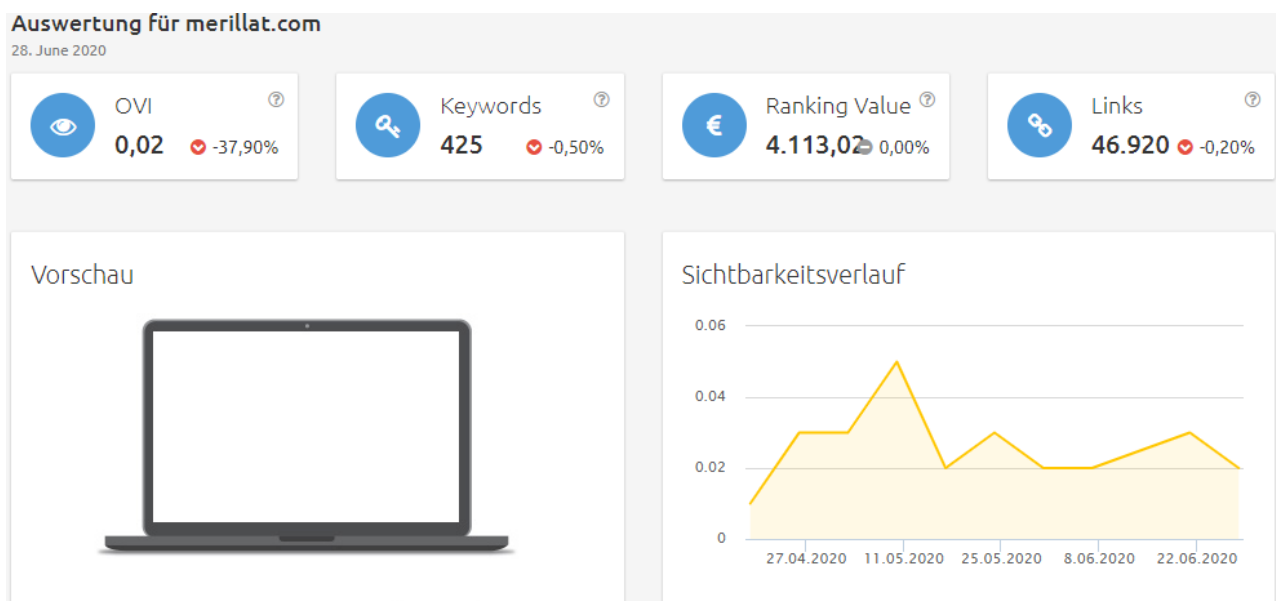 Auswertung für merillat.com
28. June 2020
OVI
0,02 -37,90%
Keywords
425 -0,50%
Ranking Value
4.113,02 0,00%
Links
46.920 -0,20%
Vorschau
Sichtbarkeitsverlauf
0.06
0.04
0.02
0
27.04.2020 11.05.2020 25.05.2020 8.06.2020 22.06.2020